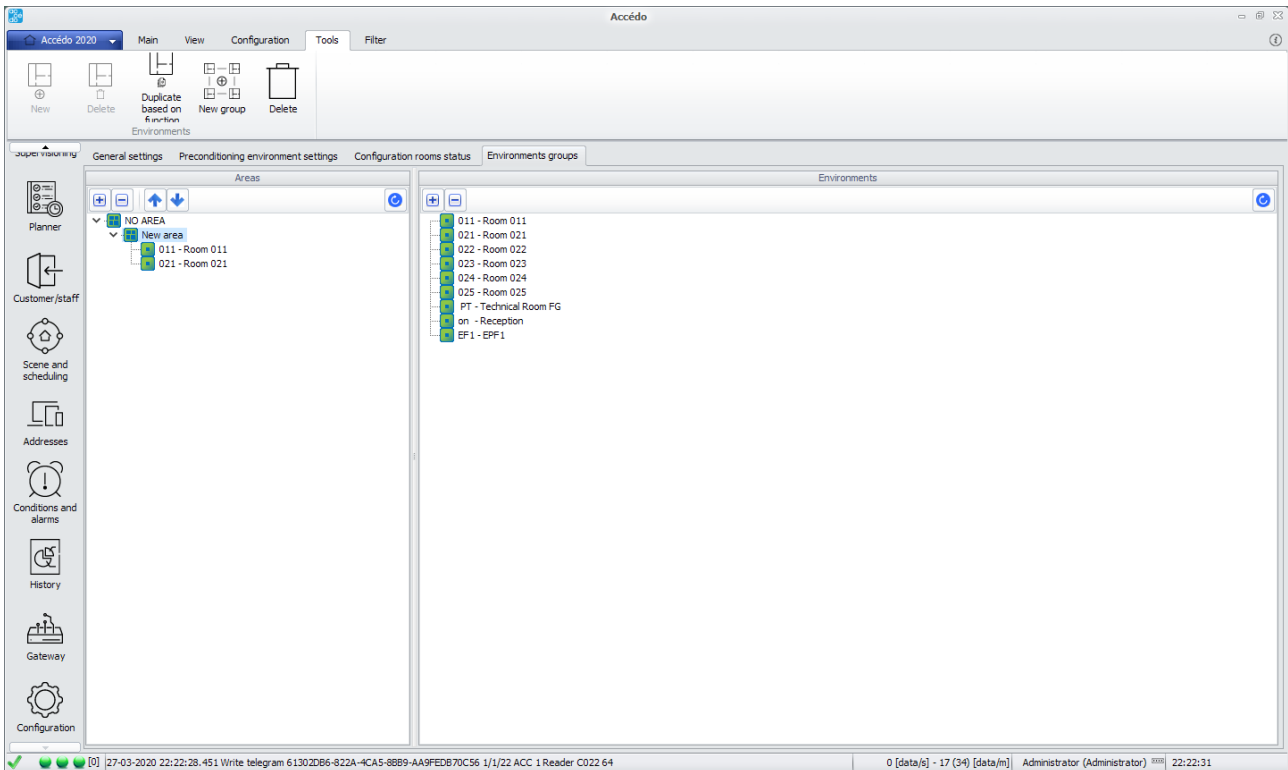 Accédo
Accédo 2020 Main View Configuration Tools Filter
New
Delete
Duplicate
based on
function
New group
Delete
Environments
Supervisioning
General settings Preconditioning environment settings Configuration rooms status Environments groups
Planner
Customer/staff
Scene and
scheduling
Addresses
Conditions and
alarms
History
Gateway
Configuration
Areas
NO AREA
New area
011 - Room 011
021 - Room 021
Environments
011 - Room 011
021 - Room 021
022 - Room 022
023 - Room 023
024 - Room 024
025 - Room 025
PT - Technical Room FG
on - Reception
EF1 - EPF1
[0] 27-03-2020 22:22:28.451 Write telegram 61302DB6-822A-4CA5-8BB9-AA9FEDB70C56 1/1/22 ACC 1 Reader C022 64 0 [data/s] - 17 (34) [data/m] Administrator (Administrator) 22:22:31